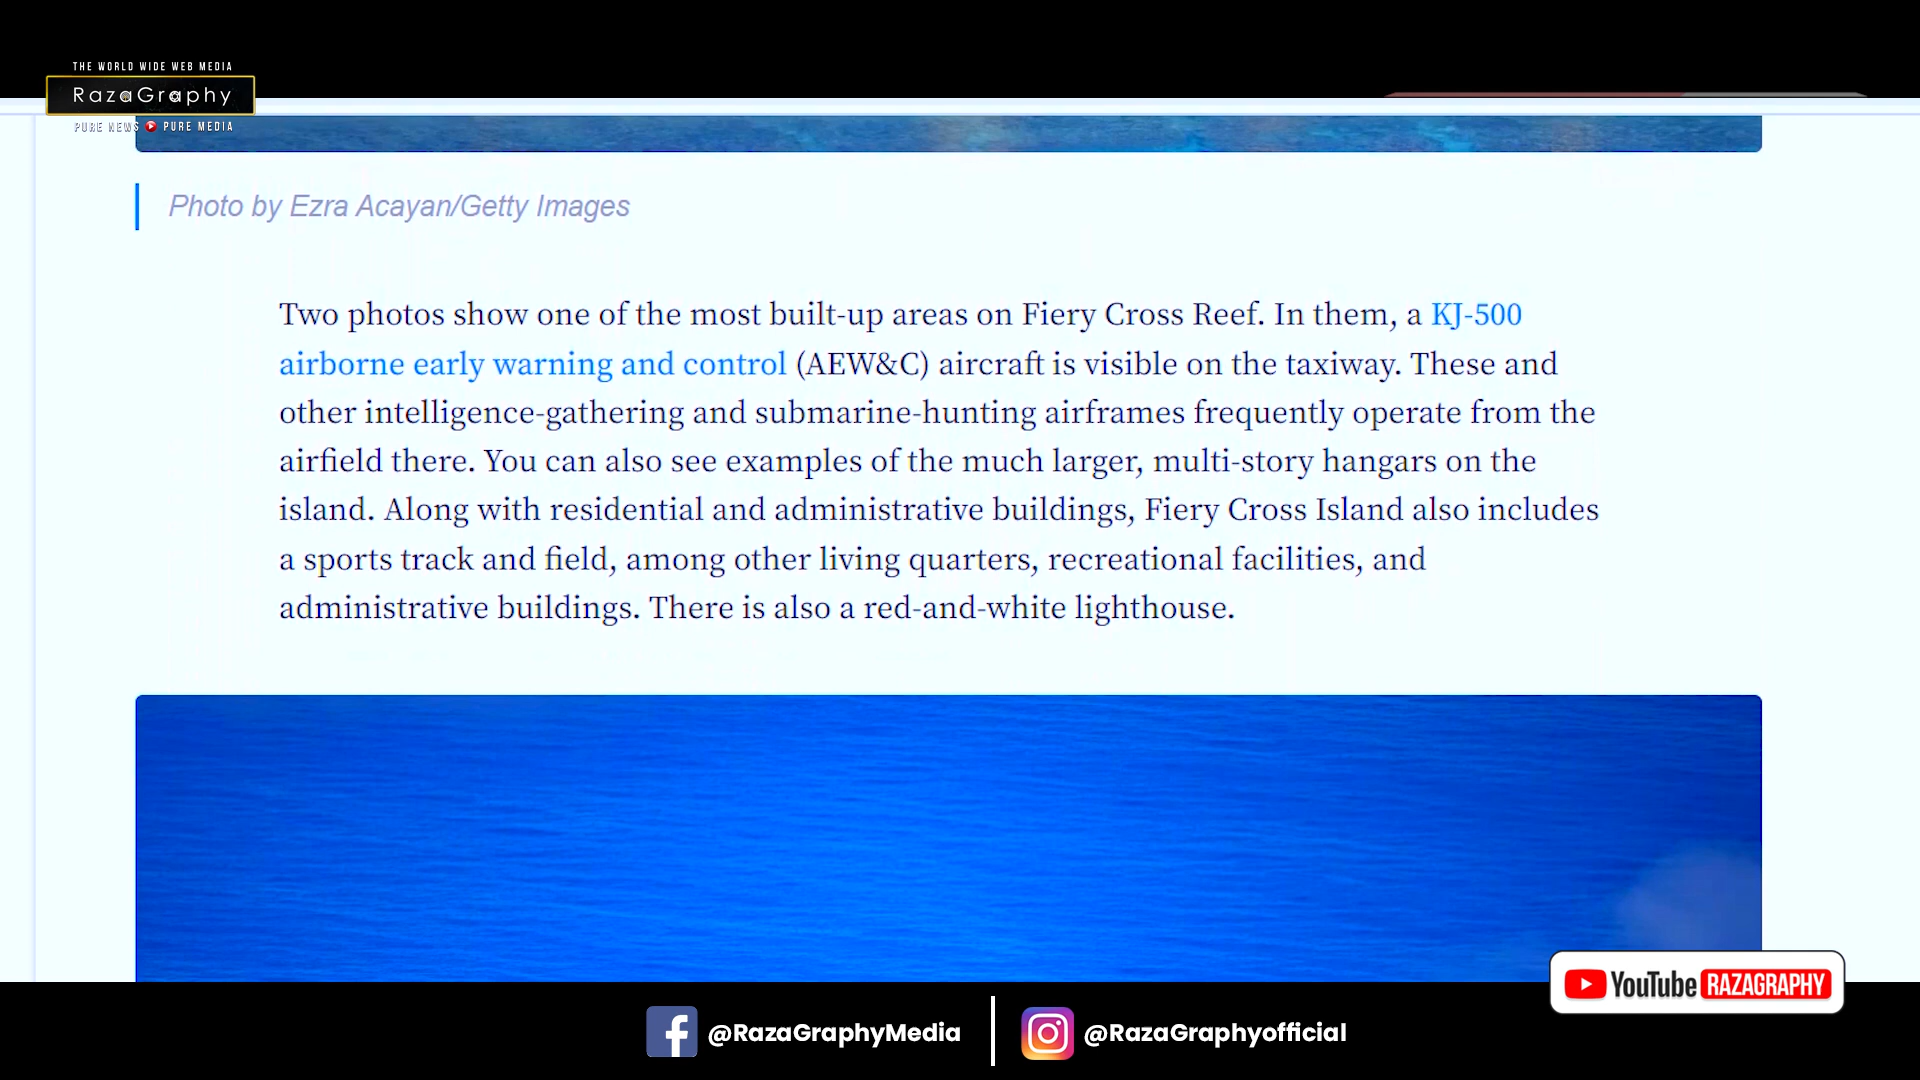 THE WORLD WIDE WEB MEDIA
RazaGraphy
PURE NEWS PURE MEDIA
Photo by Ezra Acayan/Getty Images
Two photos show one of the most built-up areas on Fiery Cross Reef. In them, a KJ-500
airborne early warning and control (AEW&C) aircraft is visible on the taxiway. These and
other intelligence-gathering and submarine-hunting airframes frequently operate from the
airfield there. You can also see examples of the much larger, multi-story hangars on the
island. Along with residential and administrative buildings, Fiery Cross Island also includes
a sports track and field, among other living quarters, recreational facilities, and
administrative buildings. There is also a red-and-white lighthouse.
YouTube RAZAGRAPHY
@RazaGraphyMedia
@RazaGraphyofficial